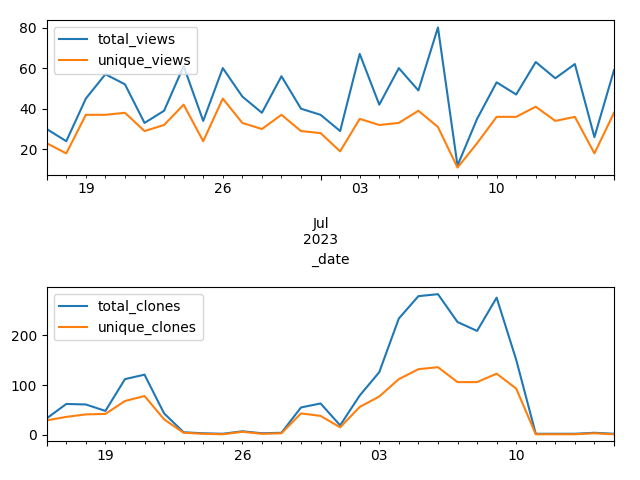 80
60
40
20
total_views
unique_views
19
26
03
10
Jul
2023
_date
200
100
0
total_clones
unique_clones
19
26
03
10